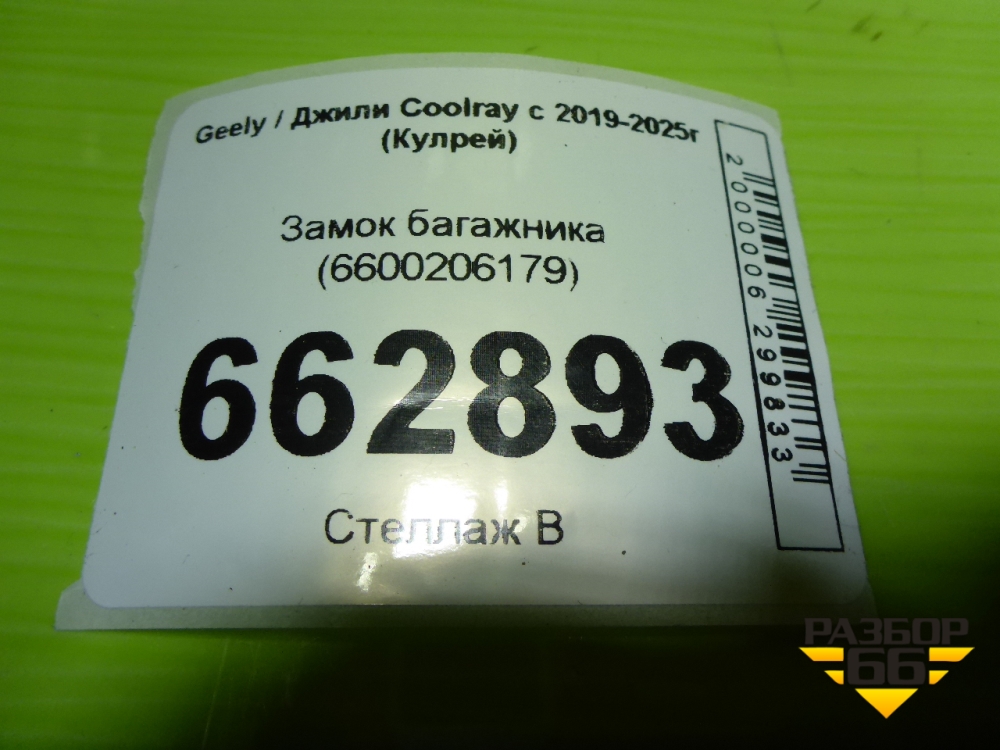 Geely / Джили Coolray с 2019-2025г
(Кулрей)
Замок багажника
(6600206179)
662893
Стеллаж В
2000006299833
РАЗБОР
66